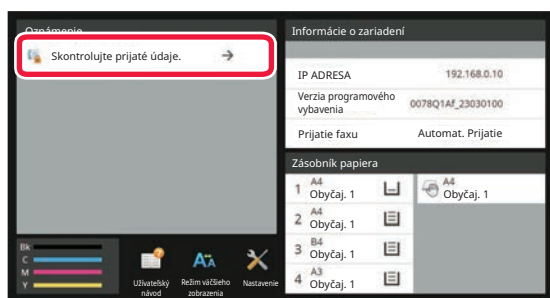 Oznámenie
Skontrolujte prijaté údaje.
Informácie o zariadení
IP ADRESA 192.168.0.10
Verzia programového vybavenia 0078Q1Af_23030100
Prijatie faxu Automat. Prijatie
Zásobník papiera
1 A4
Obyčaj. 1
A4
Obyčaj. 1
2 A4
Obyčaj. 1
3 B4
Obyčaj. 1
4 A3
Obyčaj. 1
Bk
C
M
Y
Užívateľský
návod
Režim väčšieho
zobrazenia
Nastavenie